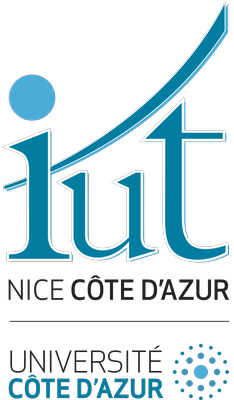 iut
NICE CÔTE D'AZUR
UNIVERSITÉ
CÔTE D'AZUR